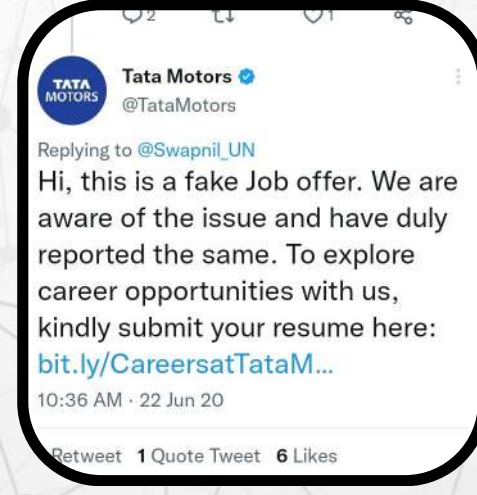 2 1
TATA
MOTORS
Tata Motors
@TataMotors
Replying to @Swapnil_UN
Hi, this is a fake Job offer. We are
aware of the issue and have duly
reported the same. To explore
career opportunities with us,
kindly submit your resume here:
bit.ly/CareersatTataM...
10:36 AM · 22 Jun 20
Retweet 1 Quote Tweet 6 Likes